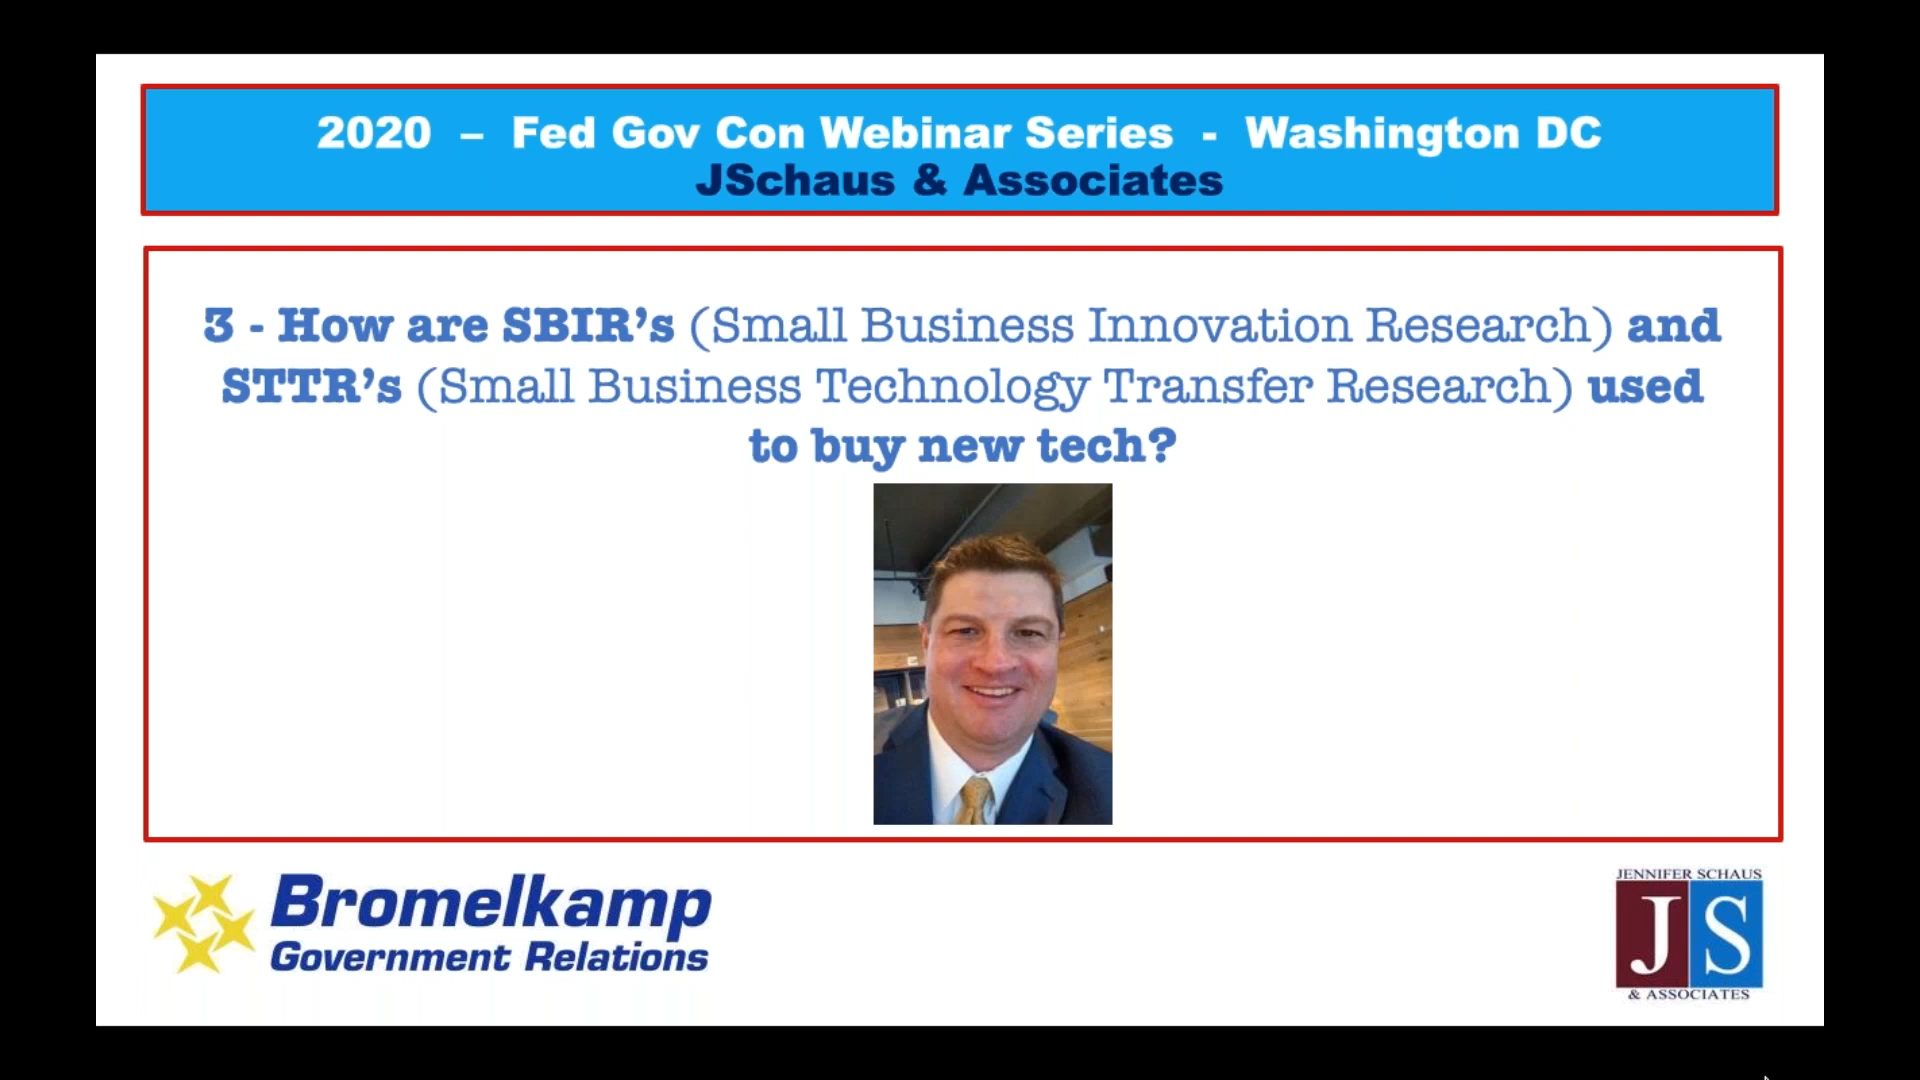 2020 – Fed Gov Con Webinar Series - Washington DC
JSchaus & Associates
3 - How are SBIR’s (Small Business Innovation Research) and
STTR’s (Small Business Technology Transfer Research) used
to buy new tech?
Bromelkamp
Government Relations
JENNIFER SCHAUS
JS
& ASSOCIATES